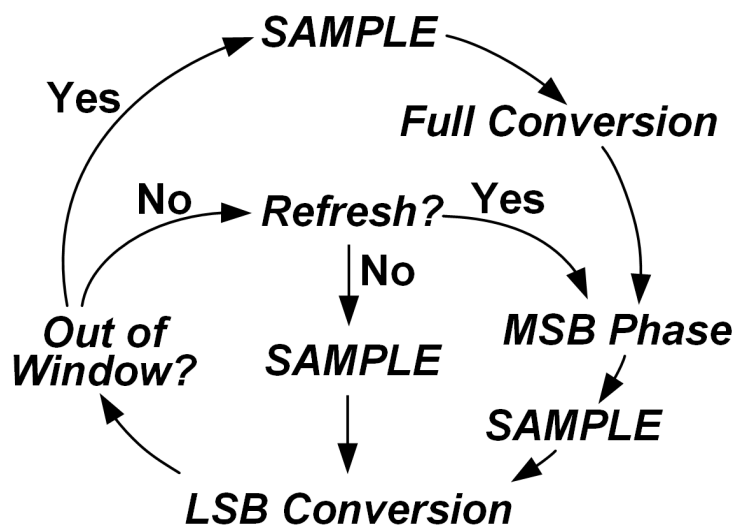 SAMPLE
Yes
Full Conversion
No
Refresh?
Yes
No
Out of
Window?
SAMPLE
MSB Phase
SAMPLE
LSB Conversion